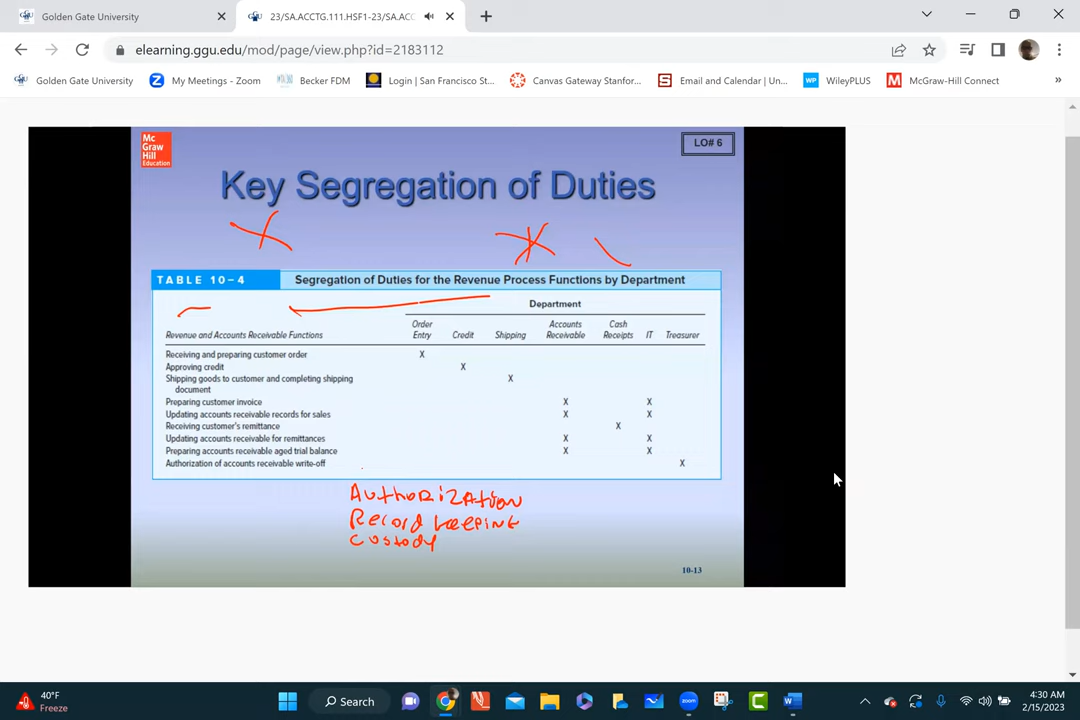 Golden Gate University
23/SA.ACCTG.111.HSF1-23/SA.ACC
elearning.ggu.edu/mod/page/view.php?id=2183112
Golden Gate University
My Meetings - Zoom
Becker FDM
Login | San Francisco St...
Canvas Gateway Stanfor...
Email and Calendar | Un...
WP
WileyPLUS
M
McGraw-Hill Connect
»
Mc
Graw
Hill
Education
LO# 6
Key Segregation of Duties
TABLE 10-4 Segregation of Duties for the Revenue Process Functions by Department
Department
Revenue and Accounts Receivable Functions Order Entry Credit Shipping Accounts Receivable Cash Receipts IT Treasurer
Receiving and preparing customer order X
Approving credit X
Shipping goods to customer and completing shipping document X
Preparing customer invoice X X
Updating accounts receivable records for sales X X
Receiving customer's remittance X
Updating accounts receivable for remittances X X
Preparing accounts receivable aged trial balance X X
Authorization of accounts receivable write-off X
Authorization
Record keeping
Custody
10-13
40°F
Freeze
Search
4:30 AM
2/15/2023